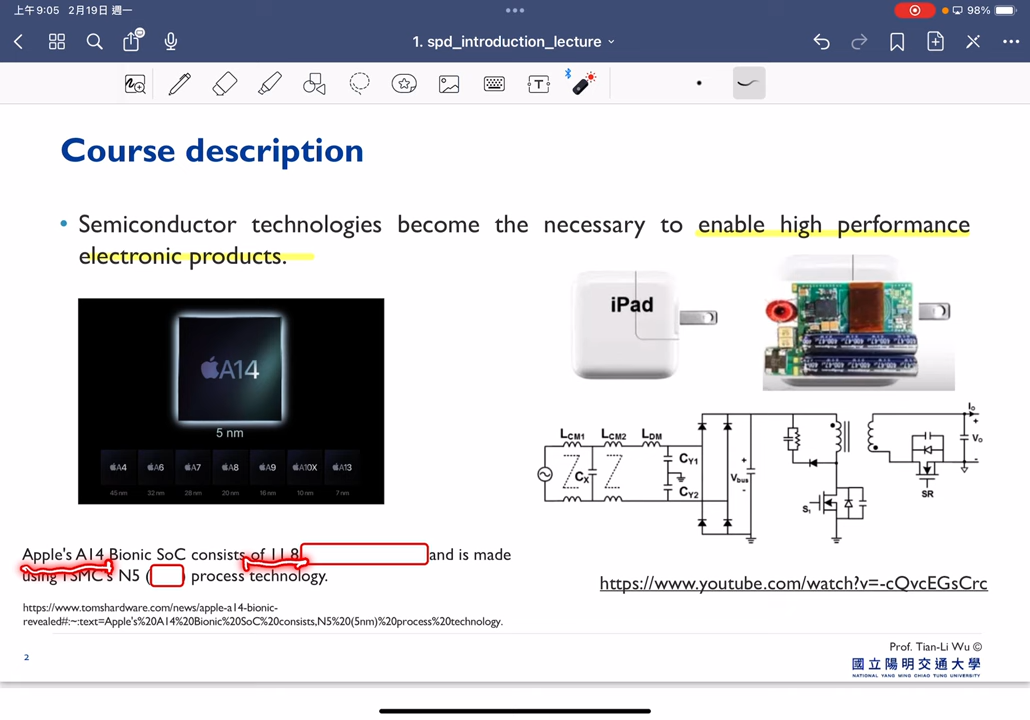 上午9:05 2月19日 週一
98%
1. spd_introduction_lecture
T
Course description
• Semiconductor technologies become the necessary to enable high performance
electronic products.
A14
5 nm
A4 A6 A7 A8 A9 A10X A13
45 nm 32 nm 28 nm 20 nm 16 nm 10 nm 7 nm
iPad
LCM1 LCM2 LDM
CX
CY1
CY2
Vbus
+
-
S1
SR
Io
+
Vo
-
Apple's A14 Bionic SoC consists of 11.8 and is made
using TSMC's N5 ( ) process technology.
https://www.tomshardware.com/news/apple-a14-bionic-
revealed#:~:text=Apple's%20A14%20Bionic%20SoC%20consists,N5%20(5nm)%20process%20technology.
https://www.youtube.com/watch?v=-cQvcEGsCrc
2
Prof. Tian-Li Wu ©
國立陽明交通大學
NATIONAL YANG MING CHIAO TUNG UNIVERSITY